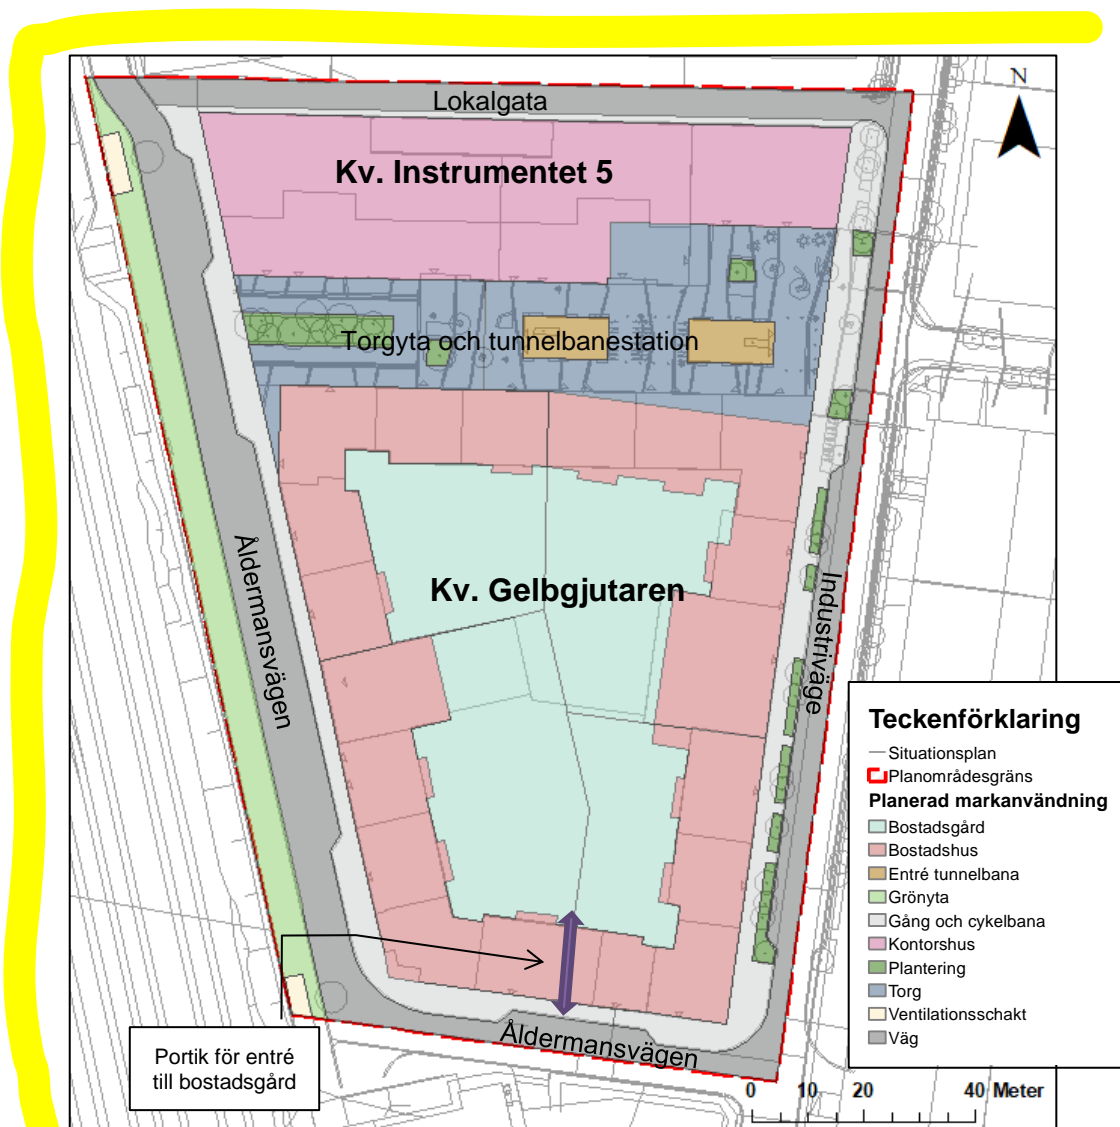 Lokalgata
N
Kv. Instrumentet 5
Torgyta och tunnelbanestation
Kv. Gelbgjutaren
Åldermansvägen
Industriväge
Teckenförklaring
Situationsplan
Planområdesgräns
Planerad markanvändning
Bostadsgård
Bostadshus
Entré tunnelbana
Grönyta
Gång och cykelbana
Kontorshus
Plantering
Torg
Ventilationsschakt
Väg
Åldermansvägen
Portik för entré
till bostadsgård
0 10 20 40 Meter